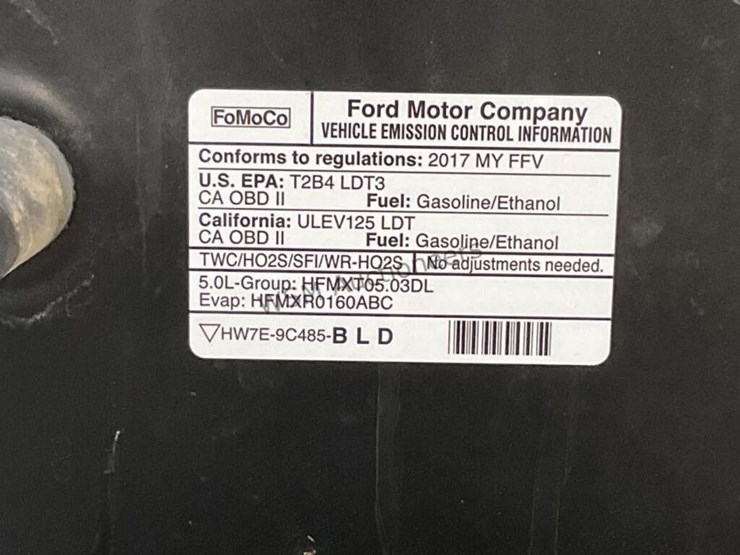 FoMoCo
Ford Motor Company
VEHICLE EMISSION CONTROL INFORMATION
Conforms to regulations: 2017 MY FFV
U.S. EPA: T2B4 LDT3
CA OBD II Fuel: Gasoline/Ethanol
California: ULEV125 LDT
CA OBD II Fuel: Gasoline/Ethanol
TWC/HO2S/SFI/WR-HO2S No adjustments needed.
5.0L-Group: HFMXT05.03DL
Evap: HFMXR0160ABC
HW7E-9C485-B L D